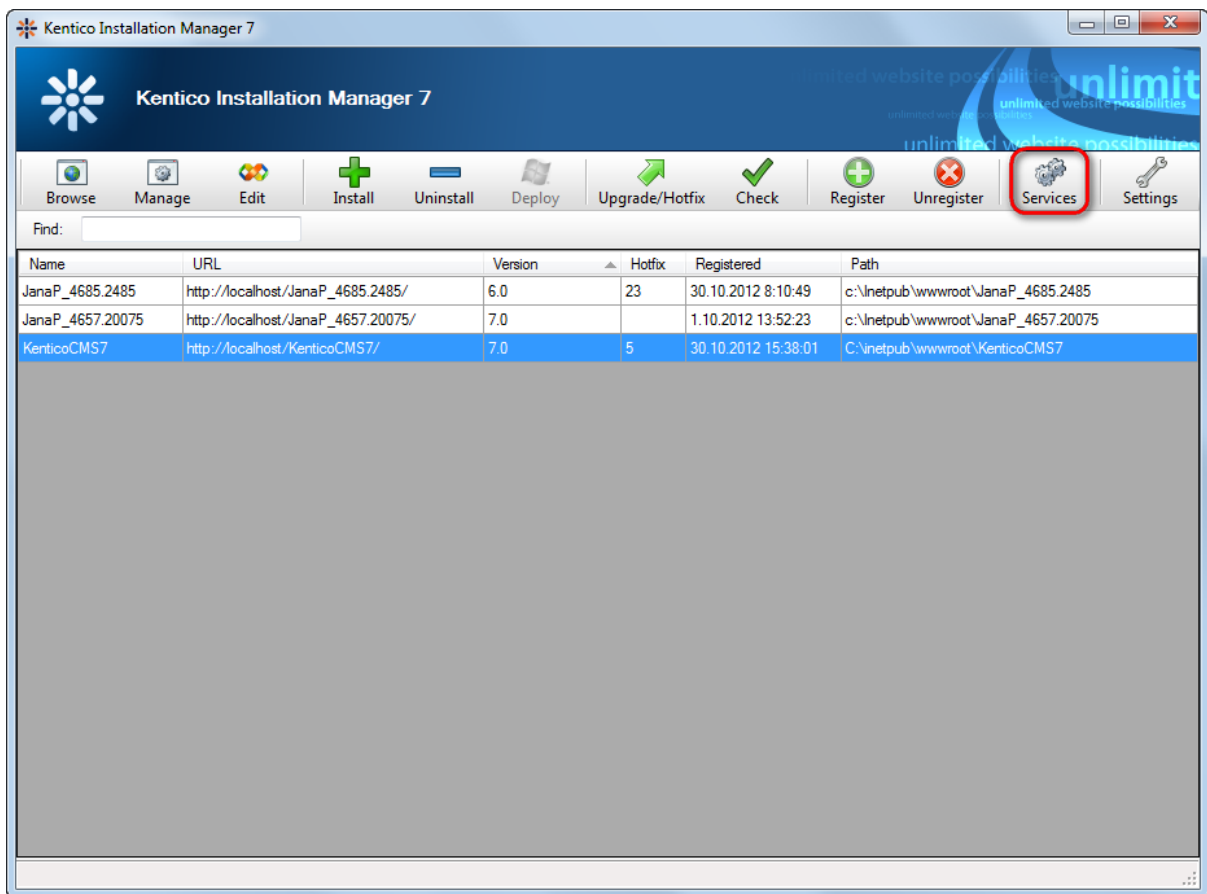 Kentico Installation Manager 7
Kentico Installation Manager 7
unlimit
unlimited website possibilities
unlimited website possibilities
Browse Manage Edit Install Uninstall Deploy Upgrade/Hotfix Check Register Unregister Services Settings
Find:
Name URL Version Hotfix Registered Path
JanaP_4685.2485 http://localhost/JanaP_4685.2485/ 6.0 23 30.10.2012 8:10:49 c:\Inetpub\wwwroot\JanaP_4685.2485
JanaP_4657.20075 http://localhost/JanaP_4657.20075/ 7.0 1.10.2012 13:52:23 c:\Inetpub\wwwroot\JanaP_4657.20075
KenticoCMS7 http://localhost/KenticoCMS7/ 7.0 5 30.10.2012 15:38:01 C:\inetpub\wwwroot\KenticoCMS7